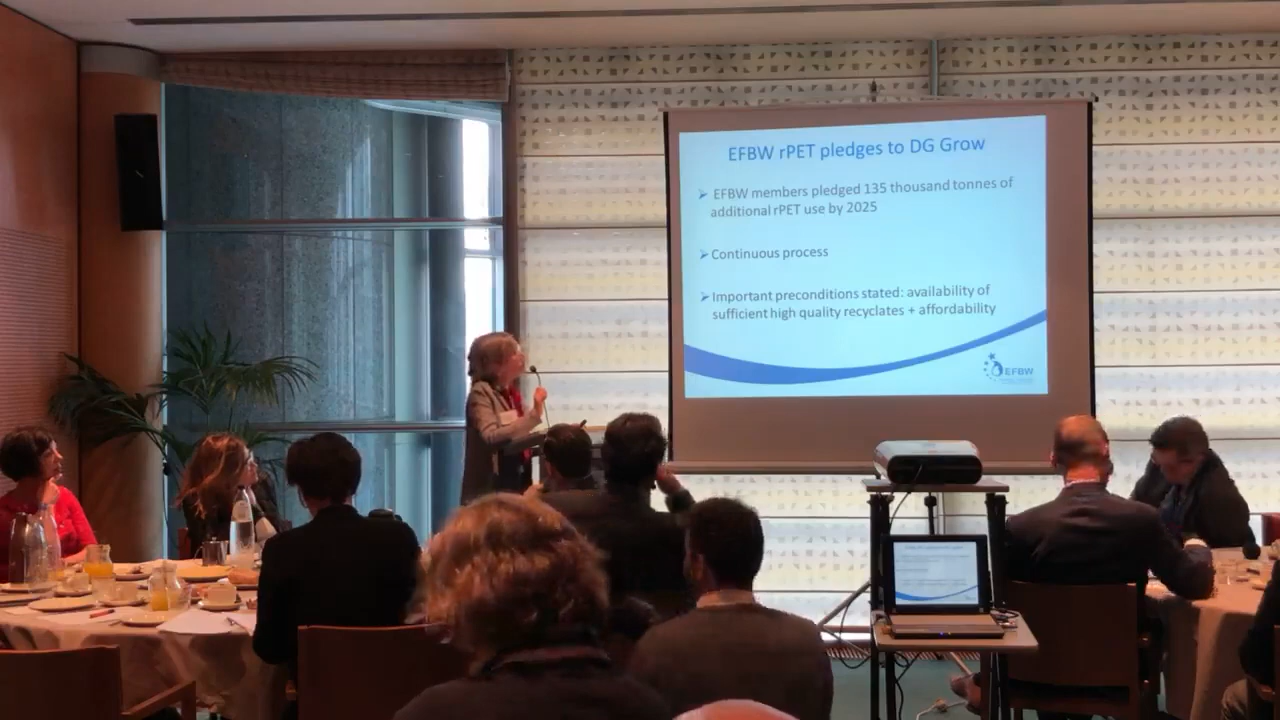 EFBW rPET pledges to DG Grow
➢ EFBW members pledged 135 thousand tonnes of
additional rPET use by 2025
➢ Continuous process
➢ Important preconditions stated: availability of
sufficient high quality recyclates + affordability
EFBW